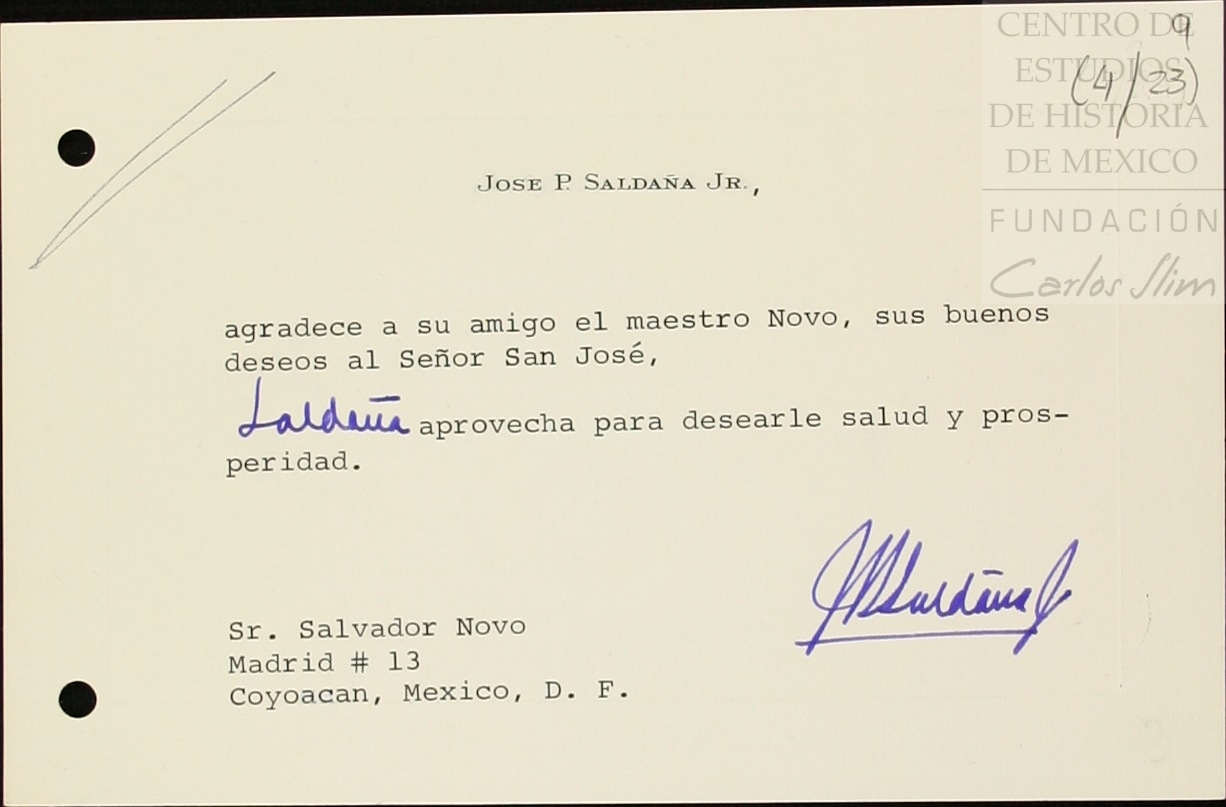 9
(4/23)
CENTRO DE
ESTUDIOS
DE HISTORIA
DE MEXICO
FUNDACIÓN
Carlos Slim
JOSE P. SALDAÑA JR.,
agradece a su amigo el maestro Novo, sus buenos
deseos al Señor San José,
Saldaña aprovecha para desearle salud y pros-
peridad.
JPSaldaña Jr
Sr. Salvador Novo
Madrid # 13
Coyoacan, Mexico, D. F.